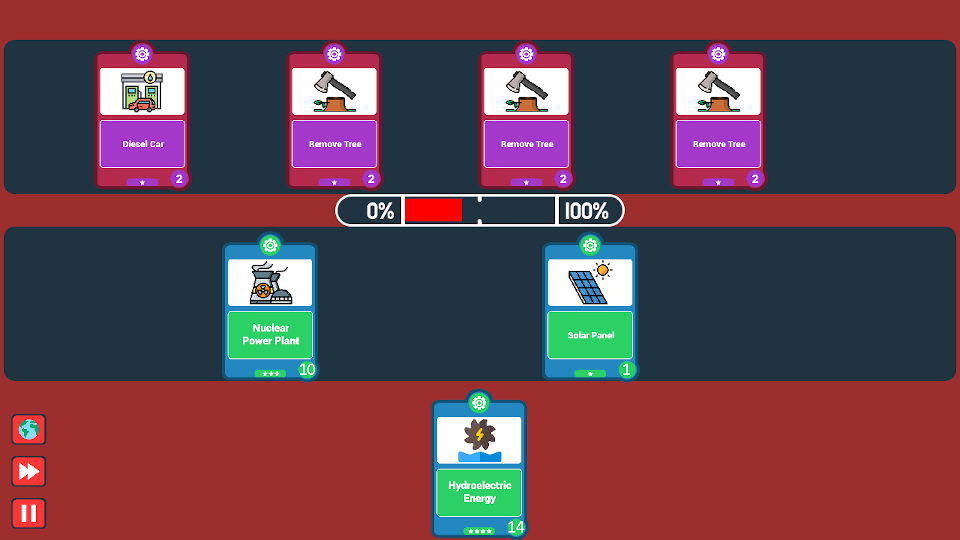 Diesel Car
2
Remove Tree
2
Remove Tree
2
Remove Tree
2
0%
100%
Nuclear
Power Plant
10
Solar Panel
1
Hydroelectric
Energy
14